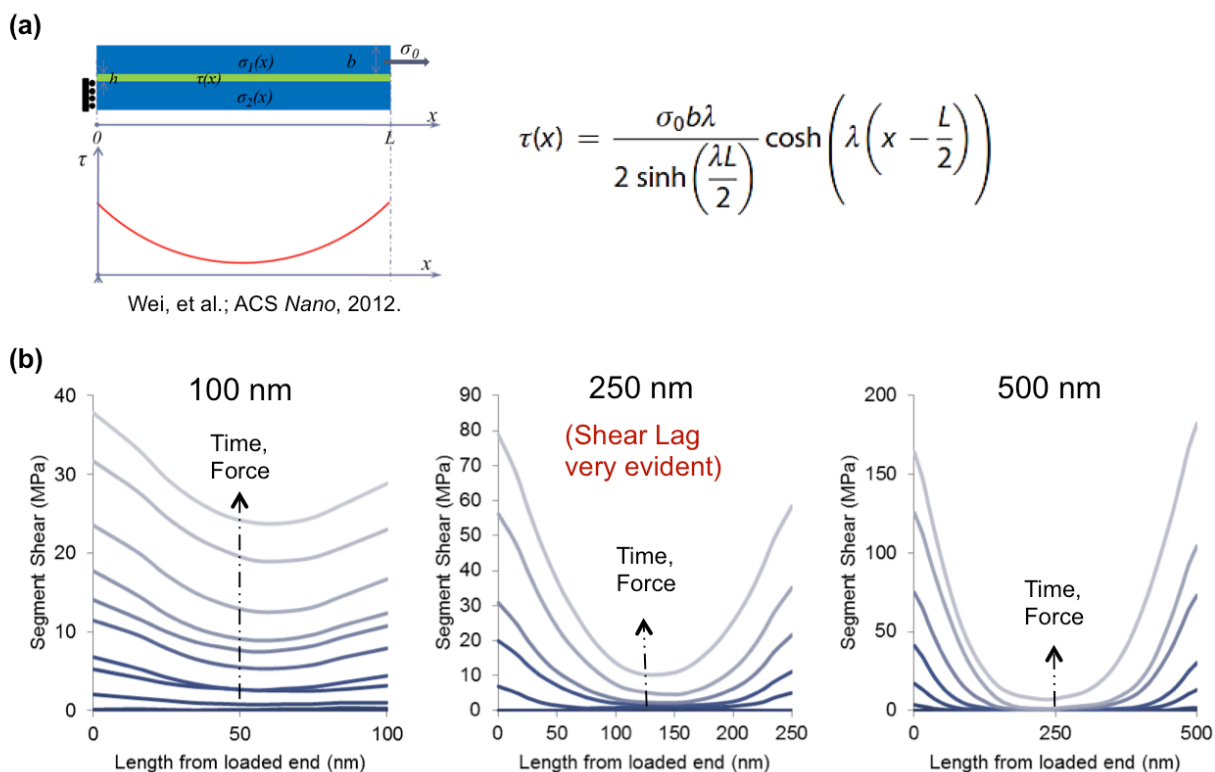 (a)
σ₀
σ₁(x)
b
h
τ(x)
σ₂(x)
0
L
x
τ
x
τ(x) = σ₀bλ / (2 sinh(λL/2)) cosh(λ(x − L/2))
Wei, et al.; ACS Nano, 2012.
(b)
100 nm
Time,
Force
Segment Shear (MPa)
40
30
20
10
0
0 50 100
Length from loaded end (nm)
250 nm
(Shear Lag
very evident)
Time,
Force
Segment Shear (MPa)
90
80
70
60
50
40
30
20
10
0
0 50 100 150 200 250
Length from loaded end (nm)
500 nm
Time,
Force
Segment Shear (MPa)
200
150
100
50
0
0 250 500
Length from loaded end (nm)